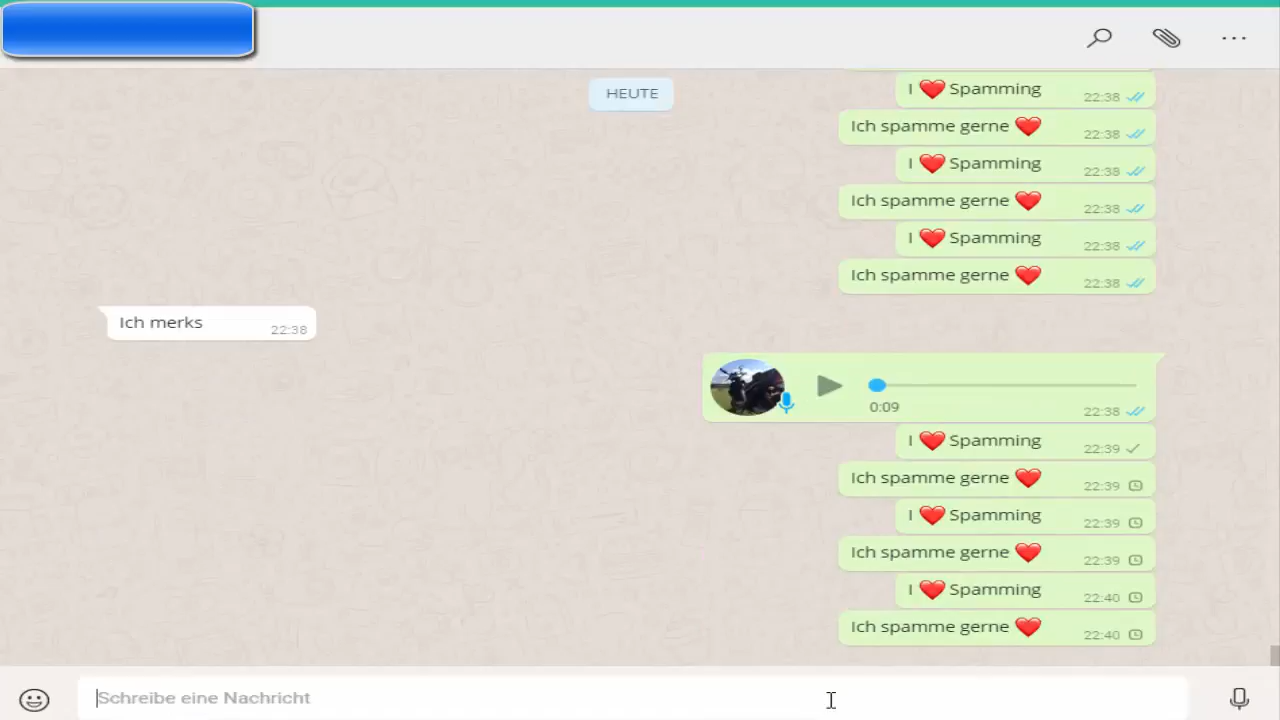 HEUTE
I ❤️ Spamming 22:38
Ich spamme gerne ❤️ 22:38
I ❤️ Spamming 22:38
Ich spamme gerne ❤️ 22:38
I ❤️ Spamming 22:38
Ich spamme gerne ❤️ 22:38
Ich merks 22:38
0:09 22:38
I ❤️ Spamming 22:39
Ich spamme gerne ❤️ 22:39
I ❤️ Spamming 22:39
Ich spamme gerne ❤️ 22:39
I ❤️ Spamming 22:40
Ich spamme gerne ❤️ 22:40
Schreibe eine Nachricht